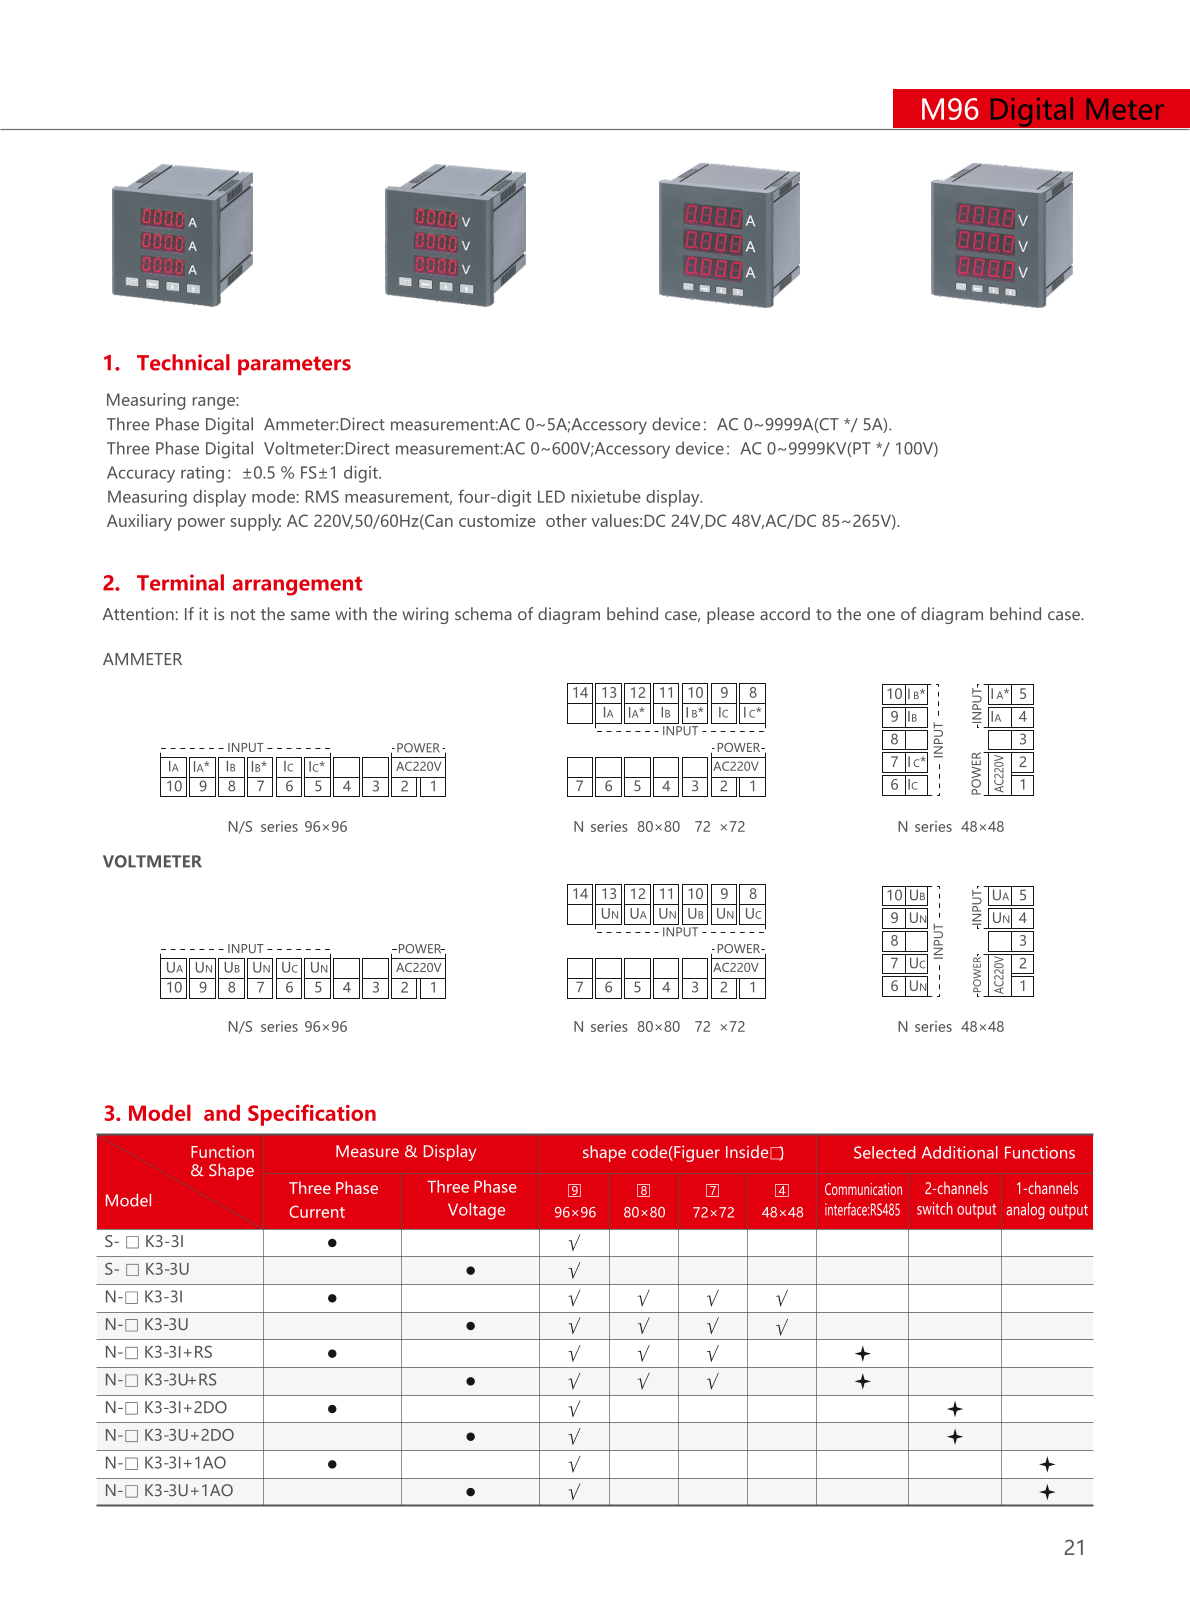 M96 Digital Meter
A
A
A
V
V
V
A
A
A
V
V
V
1. Technical parameters
Measuring range:
Three Phase Digital Ammeter:Direct measurement:AC 0~5A;Accessory device：AC 0~9999A(CT */ 5A).
Three Phase Digital Voltmeter:Direct measurement:AC 0~600V;Accessory device：AC 0~9999KV(PT */ 100V)
Accuracy rating：±0.5 % FS±1 digit.
Measuring display mode: RMS measurement, four-digit LED nixietube display.
Auxiliary power supply: AC 220V,50/60Hz(Can customize other values:DC 24V,DC 48V,AC/DC 85~265V).
2. Terminal arrangement
Attention: If it is not the same with the wiring schema of diagram behind case, please accord to the one of diagram behind case.
AMMETER
INPUT POWER
IA IA* IB IB* IC IC* AC220V
10 9 8 7 6 5 4 3 2 1
N/S series 96×96
14 13 12 11 10 9 8
IA IA* IB IB* IC IC*
INPUT
POWER
AC220V
7 6 5 4 3 2 1
N series 80×80 72 ×72
10 IB* IA* 5
9 IB IA 4
8 3
7 IC* 2
6 IC 1
INPUT
INPUT
POWER
AC220V
N series 48×48
VOLTMETER
INPUT POWER
UA UN UB UN UC UN AC220V
10 9 8 7 6 5 4 3 2 1
N/S series 96×96
14 13 12 11 10 9 8
UN UA UN UB UN UC
INPUT
POWER
AC220V
7 6 5 4 3 2 1
N series 80×80 72 ×72
10 UB UA 5
9 UN UN 4
8 3
7 UC 2
6 UN 1
INPUT
INPUT
POWER
AC220V
N series 48×48
3. Model and Specification
Function & Shape Model Measure & Display shape code(Figuer Inside□) Selected Additional Functions
Three Phase Current Three Phase Voltage 9 96×96 8 80×80 7 72×72 4 48×48 Communication interface:RS485 2-channels switch output 1-channels analog output
S- □ K3-3I ● √
S- □ K3-3U ● √
N-□ K3-3I ● √ √ √ √
N-□ K3-3U ● √ √ √ √
N-□ K3-3I+RS ● √ √ √ ✦
N-□ K3-3U+RS ● √ √ √ ✦
N-□ K3-3I+2DO ● √ ✦
N-□ K3-3U+2DO ● √ ✦
N-□ K3-3I+1AO ● √ ✦
N-□ K3-3U+1AO ● √ ✦
21